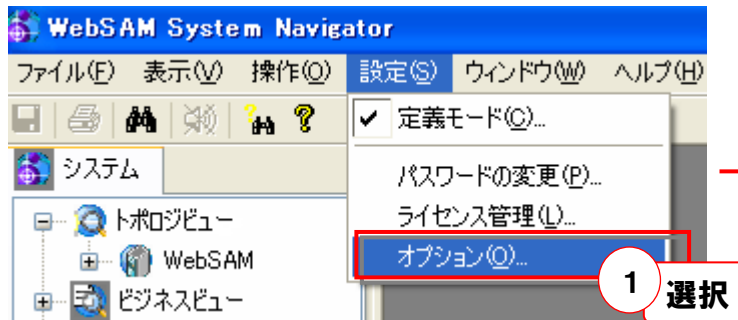 WebSAM System Navigator
ファイル(F) 表示(V) 操作(O) 設定(S) ウィンドウ(W) ヘルプ(H)
定義モード(C)...
パスワードの変更(P)...
ライセンス管理(L)...
オプション(O)...
システム
トポロジビュー
WebSAM
ビジネスビュー
1
選択